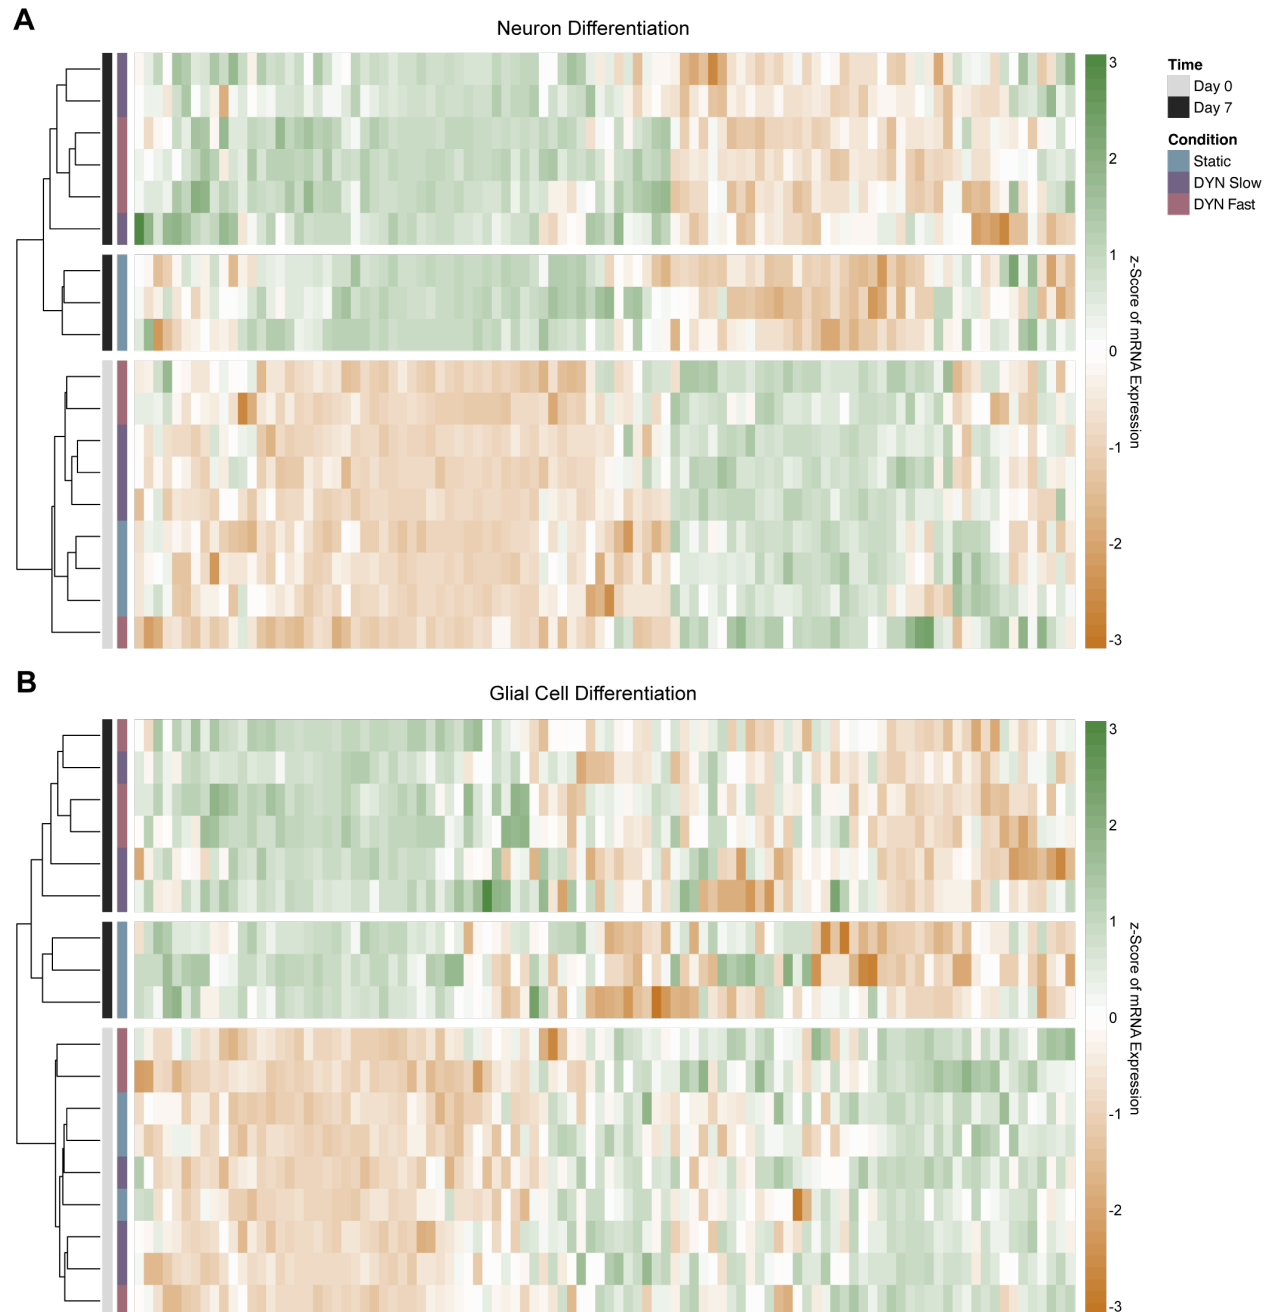 A
Neuron Differentiation
Time
Day 0
Day 7
Condition
Static
DYN Slow
DYN Fast
3
2
1
0
-1
-2
-3
z-Score of mRNA Expression
B
Glial Cell Differentiation
3
2
1
0
-1
-2
-3
z-Score of mRNA Expression